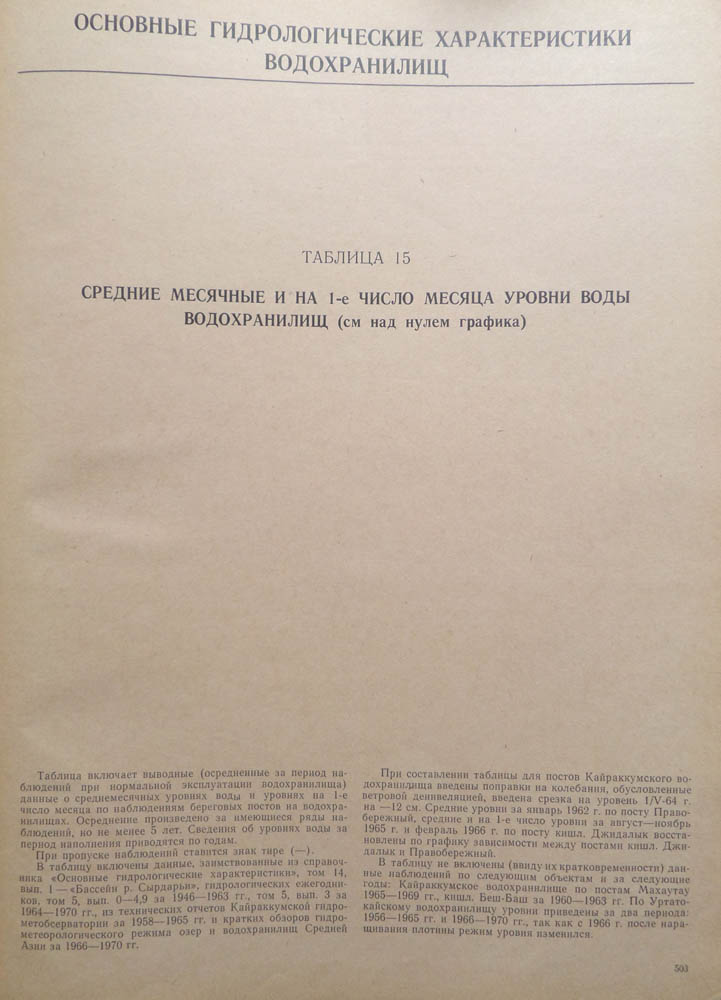 ОСНОВНЫЕ ГИДРОЛОГИЧЕСКИЕ ХАРАКТЕРИСТИКИ
ВОДОХРАНИЛИЩ
ТАБЛИЦА 15
СРЕДНИЕ МЕСЯЧНЫЕ И НА 1-е ЧИСЛО МЕСЯЦА УРОВНИ ВОДЫ
ВОДОХРАНИЛИЩ (см над нулем графика)
Таблица включает выводные (осредненные за период на-
блюдений при нормальной эксплуатации водохранилища)
данные о среднемесячных уровнях воды и уровнях на 1-е
число месяца по наблюдениям береговых постов на водохра-
нилищах. Осреднение произведено за имеющиеся ряды на-
блюдений, но не менее 5 лет. Сведения об уровнях воды за
период наполнения приводятся по годам.
При пропуске наблюдений ставится знак тире (—).
В таблицу включены данные, заимствованные из справоч-
ника «Основные гидрологические характеристики», том 14,
вып. 1 — «Бассейн р. Сырдарьи», гидрологических ежегодни-
ков, том 5, вып. 0—4,9 за 1946—1963 гг., том 5, вып. 3 за
1964—1970 гг., из технических отчетов Кайраккумской гидро-
метобсерватории за 1958—1965 гг. и кратких обзоров гидро-
метеорологического режима озер и водохранилищ Средней
Азии за 1966—1970 гг.
При составлении таблицы для постов Кайраккумского во-
дохранилища введены поправки на колебания, обусловленные
ветровой денивеляцией, введена срезка на уровень 1/V-64 г.
на —12 см. Средние уровни за январь 1962 г. по посту Право-
бережный, средние и на 1-е число уровни за август—ноябрь
1965 г. и февраль 1966 г. по посту кишл. Джидалык восста-
новлены по графику зависимости между постами кишл. Джи-
далык и Правобережный.
В таблицу не включены (ввиду их кратковременности) дан-
ные наблюдений по следующим объектам и за следующие
годы: Кайраккумское водохранилище по постам Махаутау
1965—1969 гг., кишл. Беш-Баш за 1960—1963 гг. По Уртато-
кайскому водохранилищу уровни приведены за два периода:
1956—1965 гг. и 1966—1970 гг., так как с 1966 г. после нара-
щивания плотины режим уровня изменился.
503